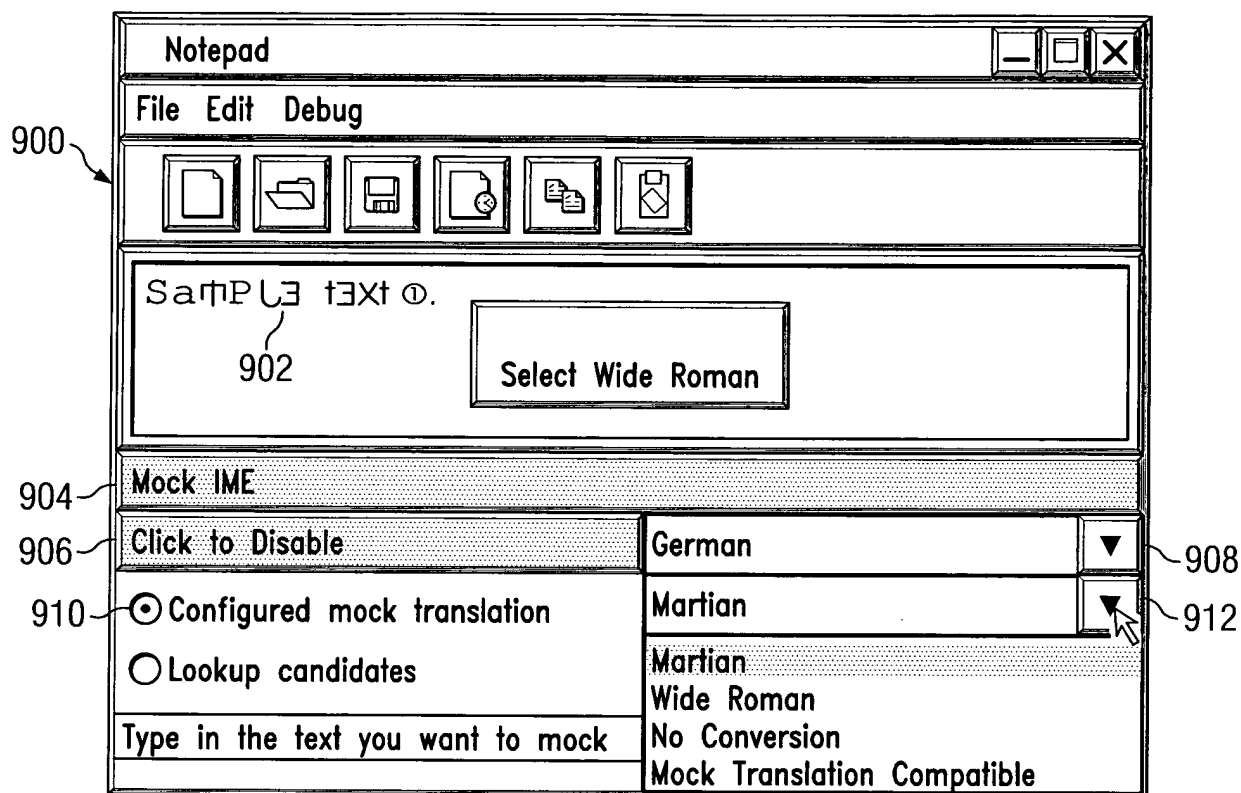 Notepad
File Edit Debug
900
SaጠPႱƎ tƎXt ①.
902
Select Wide Roman
904
Mock IME
906
Click to Disable
German
908
910
Configured mock translation
Martian
912
Lookup candidates
Martian
Wide Roman
Type in the text you want to mock
No Conversion
Mock Translation Compatible